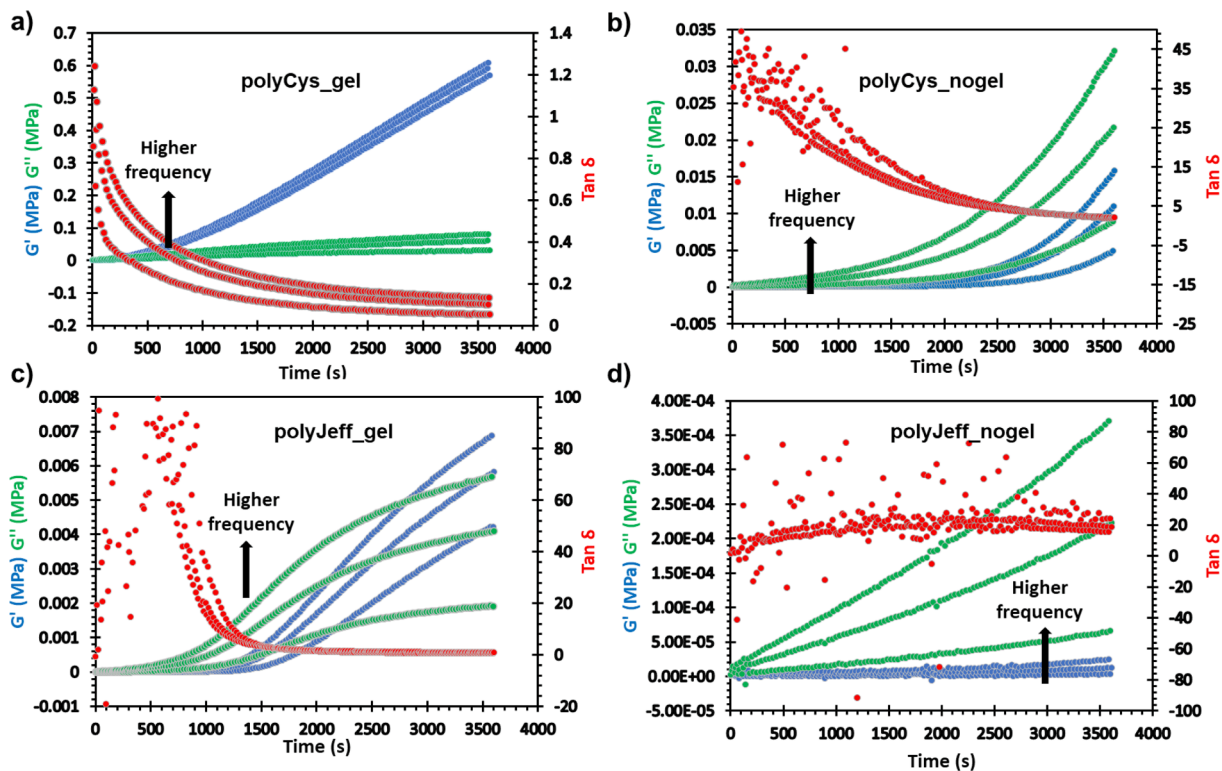 a)
polyCys_gel
Higher
frequency
G' (MPa) G'' (MPa)
Tan δ
0.7
0.6
0.5
0.4
0.3
0.2
0.1
0
-0.1
-0.2
1.4
1.2
1
0.8
0.6
0.4
0.2
0
0 500 1000 1500 2000 2500 3000 3500 4000
Time (s)
b)
polyCys_nogel
Higher
frequency
G' (MPa) G'' (MPa)
Tan δ
0.035
0.03
0.025
0.02
0.015
0.01
0.005
0
-0.005
45
35
25
15
5
-5
-15
-25
0 500 1000 1500 2000 2500 3000 3500 4000
Time (s)
c)
polyJeff_gel
Higher
frequency
G' (MPa) G'' (MPa)
Tan δ
0.008
0.007
0.006
0.005
0.004
0.003
0.002
0.001
0
-0.001
100
80
60
40
20
0
-20
0 500 1000 1500 2000 2500 3000 3500 4000
Time (s)
d)
polyJeff_nogel
Higher
frequency
G' (MPa) G'' (MPa)
Tan δ
4.00E-04
3.50E-04
3.00E-04
2.50E-04
2.00E-04
1.50E-04
1.00E-04
5.00E-05
0.00E+00
-5.00E-05
100
80
60
40
20
0
-20
-40
-60
-80
-100
0 500 1000 1500 2000 2500 3000 3500 4000
Time (s)